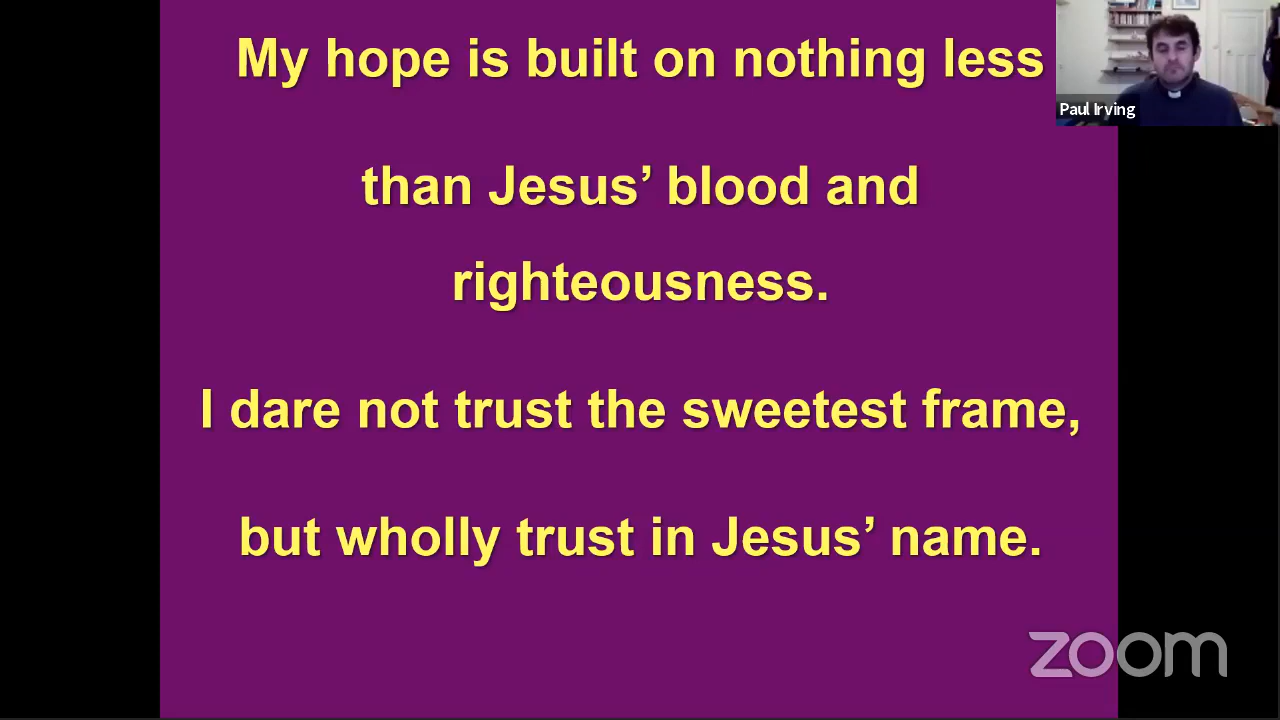 My hope is built on nothing less
than Jesus’ blood and
righteousness.
I dare not trust the sweetest frame,
but wholly trust in Jesus’ name.
Paul Irving
zoom